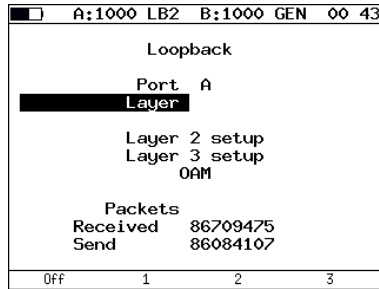 A:1000 LB2 B:1000 GEN 00 43
Loopback
Port A
Layer
Layer 2 setup
Layer 3 setup
OAM
Packets
Received 86709475
Send 86084107
Off 1 2 3